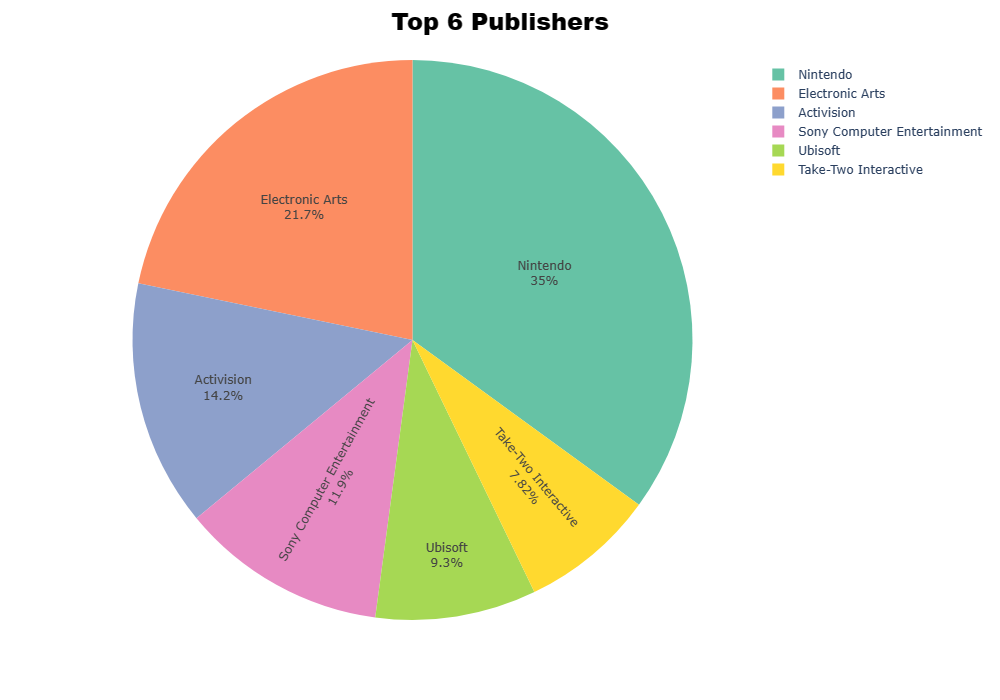 Top 6 Publishers
Nintendo
Electronic Arts
Activision
Sony Computer Entertainment
Ubisoft
Take-Two Interactive
Electronic Arts
21.7%
Nintendo
35%
Activision
14.2%
Sony Computer Entertainment
11.9%
Take-Two Interactive
7.82%
Ubisoft
9.3%